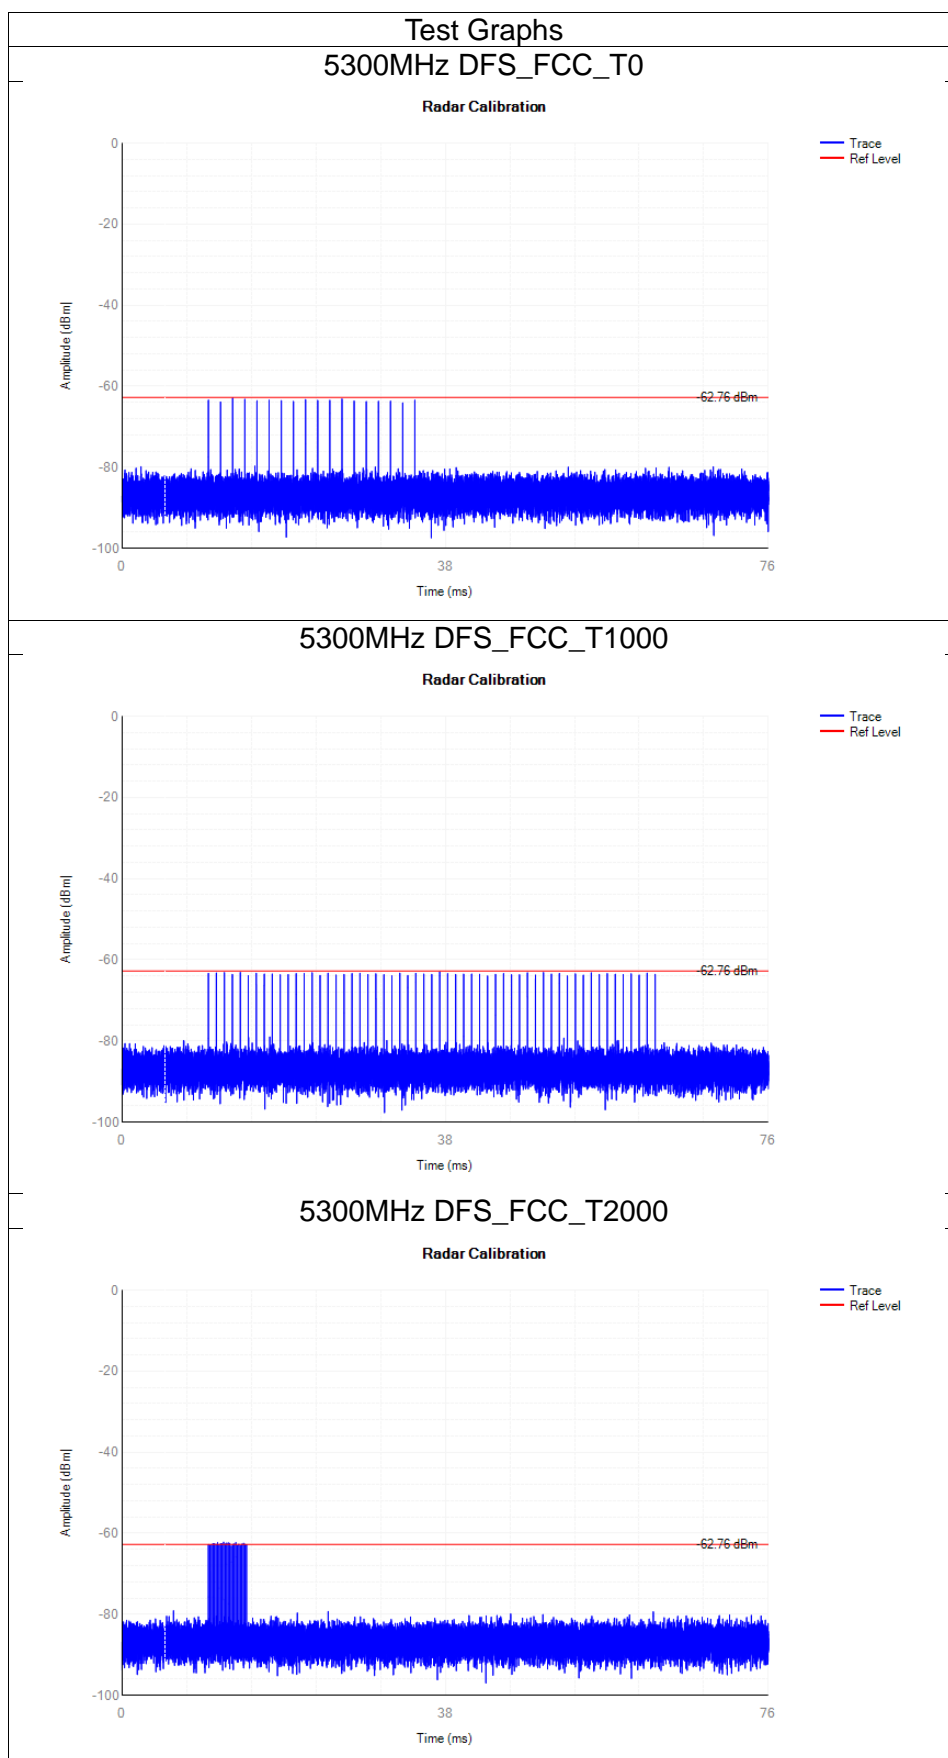 Test Graphs
5300MHz DFS_FCC_T0
Radar Calibration
Trace
Ref Level
0
-20
-40
-60
-80
-100
Amplitude [dBm]
-62.76 dBm
0
38
76
Time (ms)
5300MHz DFS_FCC_T1000
Radar Calibration
Trace
Ref Level
0
-20
-40
-60
-80
-100
Amplitude [dBm]
-62.76 dBm
0
38
76
Time (ms)
5300MHz DFS_FCC_T2000
Radar Calibration
Trace
Ref Level
0
-20
-40
-60
-80
-100
Amplitude [dBm]
-62.76 dBm
0
38
76
Time (ms)